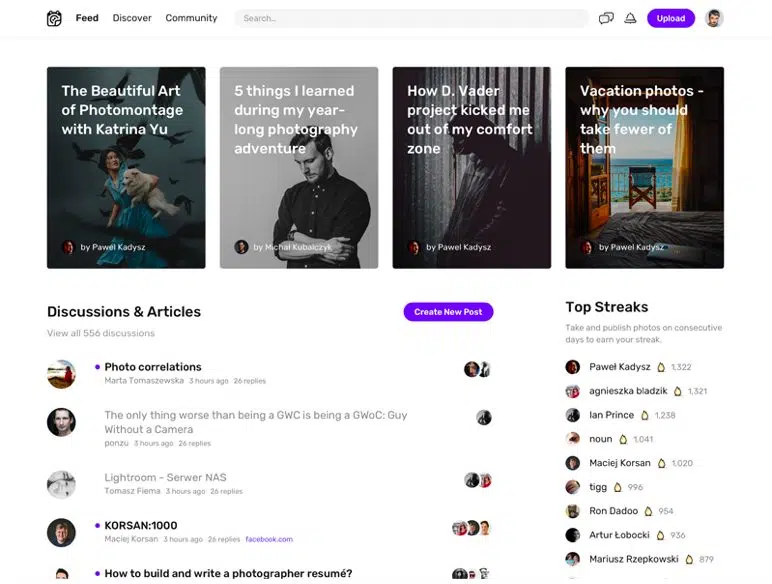 Feed
Discover
Community
Search...
Upload
The Beautiful Art
of Photomontage
with Katrina Yu
by Paweł Kadysz
5 things I learned
during my year-
long photography
adventure
by Michał Kubalczyk
How D. Vader
project kicked me
out of my comfort
zone
by Paweł Kadysz
Vacation photos -
why you should
take fewer of
them
by Paweł Kadysz
Discussions & Articles
Create New Post
View all 556 discussions
Photo correlations
Marta Tomaszewska 3 hours ago 26 replies
The only thing worse than being a GWC is being a GWoC: Guy
Without a Camera
ponzu 3 hours ago 26 replies
Lightroom - Serwer NAS
Tomasz Fiema 3 hours ago 26 replies
KORSAN:1000
Maciej Korsan 3 hours ago 26 replies facebook.com
How to build and write a photographer resumé?
Top Streaks
Take and publish photos on consecutive
days to earn your streak.
Paweł Kadysz 1,322
agnieszka bladzik 1,321
Ian Prince 1,238
noun 1,041
Maciej Korsan 1,020
tigg 996
Ron Dadoo 954
Artur Łobocki 936
Mariusz Rzepkowski 879